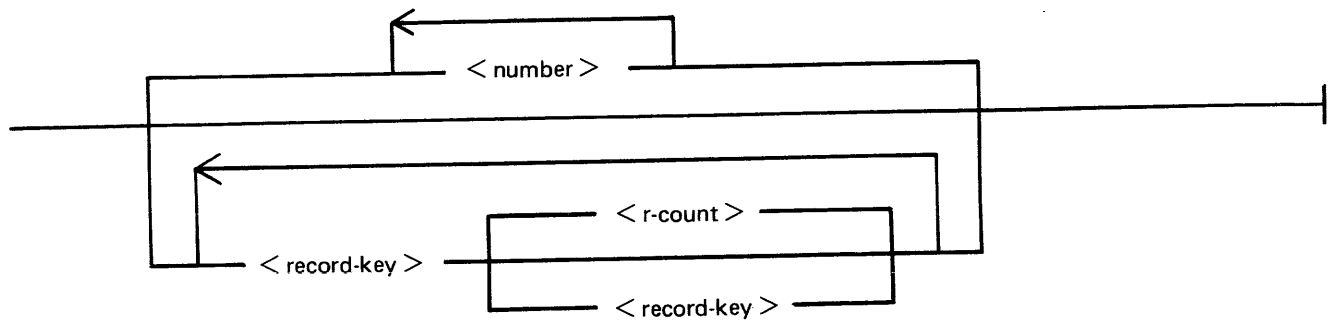 < number >
< r-count >
< record-key >
< record-key >